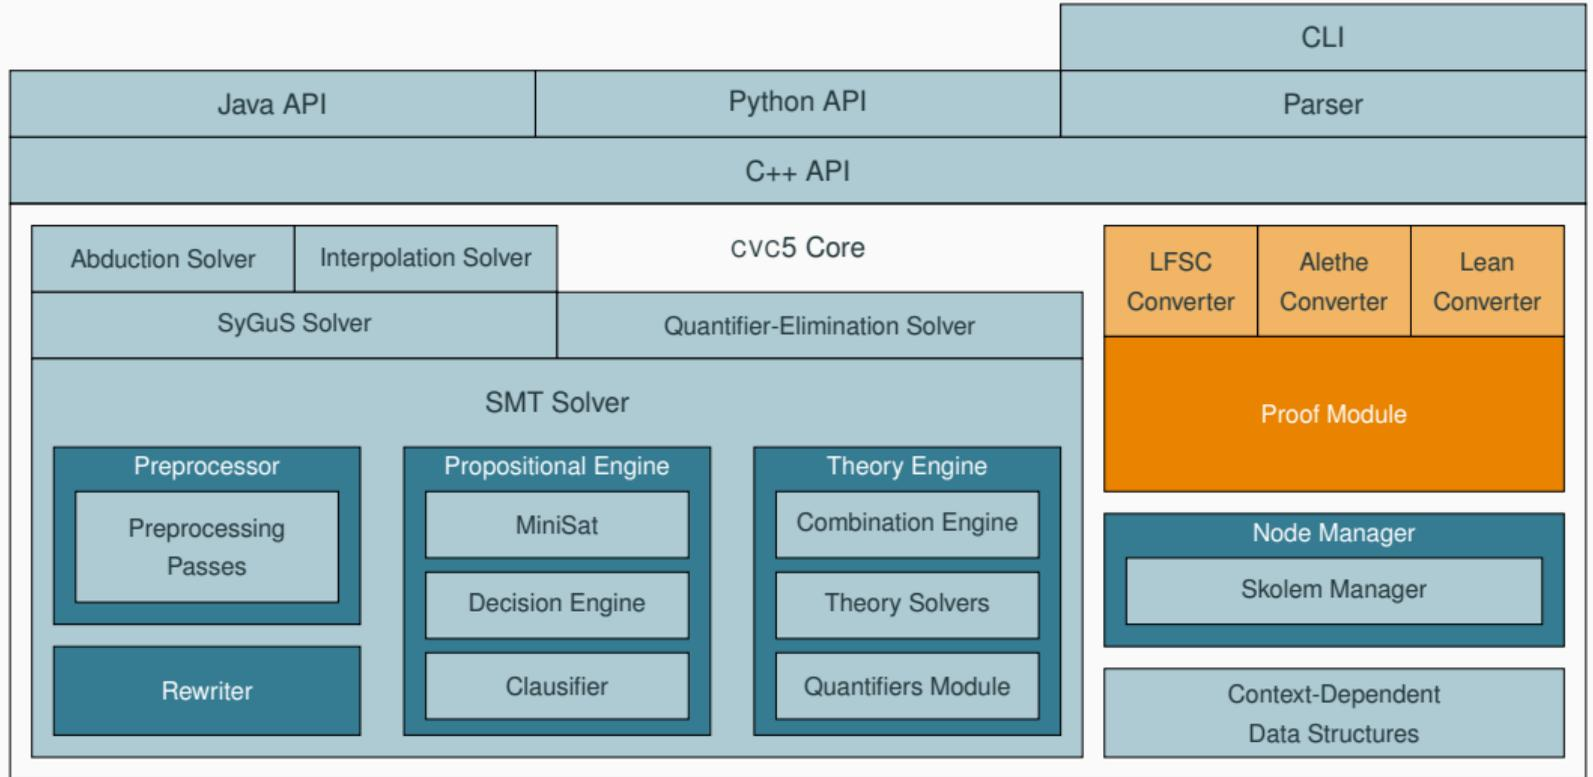 CLI
Java API
Python API
Parser
C++ API
Abduction Solver
Interpolation Solver
CVC5 Core
SyGuS Solver
Quantifier-Elimination Solver
SMT Solver
Preprocessor
Preprocessing
Passes
Rewriter
Propositional Engine
MiniSat
Decision Engine
Clausifier
Theory Engine
Combination Engine
Theory Solvers
Quantifiers Module
LFSC
Converter
Alethe
Converter
Lean
Converter
Proof Module
Node Manager
Skolem Manager
Context-Dependent
Data Structures